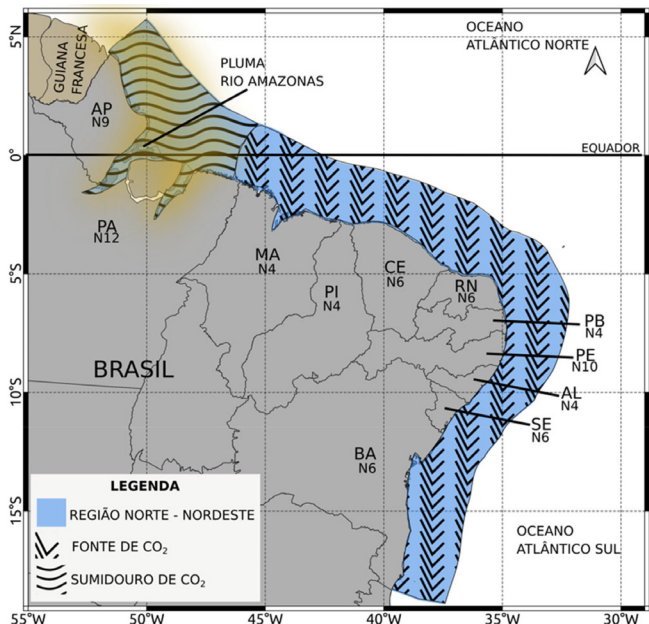 5°N
0°
5°S
10°S
15°S
55°W
50°W
45°W
40°W
35°W
30°W
OCEANO
ATLÂNTICO NORTE
GUIANA
FRANCESA
PLUMA
RIO AMAZONAS
AP
N9
EQUADOR
PA
N12
MA
N4
PI
N4
CE
N6
RN
N6
PB
N4
PE
N10
AL
N4
SE
N6
BRASIL
BA
N6
OCEANO
ATLÂNTICO SUL
LEGENDA
REGIÃO NORTE - NORDESTE
FONTE DE CO₂
SUMIDOURO DE CO₂